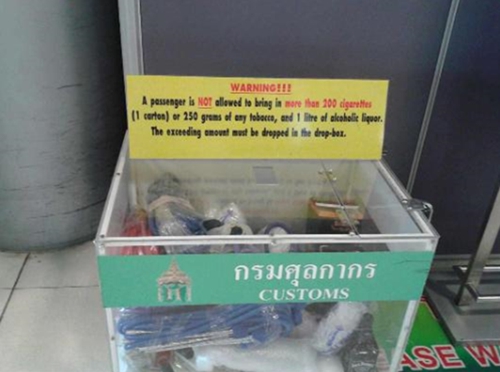 WARNING!!!
A passenger is NOT allowed to bring in more than 200 cigarettes
(1 carton) or 250 grams of any tobacco, and 1 litre of alcoholic liquor.
The exceeding amount must be dropped in the drop-box.
กรมศุลกากร
CUSTOMS
ASE W